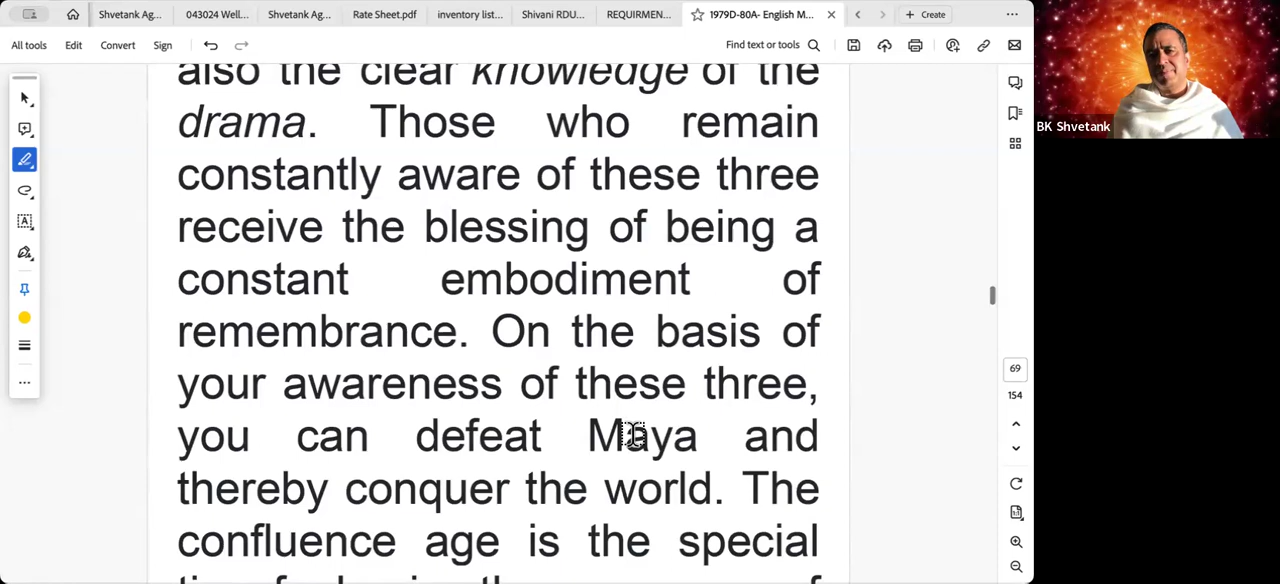 Shvetank Ag...
043024 Well...
Shvetank Ag...
Rate Sheet.pdf
inventory list...
Shivani RDU...
REQUIRMEN...
1979D-80A- English M...
Create
All tools
Edit
Convert
Sign
Find text or tools
also the clear knowledge of the
drama. Those who remain
constantly aware of these three
receive the blessing of being a
constant embodiment of
remembrance. On the basis of
your awareness of these three,
you can defeat Maya and
thereby conquer the world. The
confluence age is the special
69
154
BK Shvetank